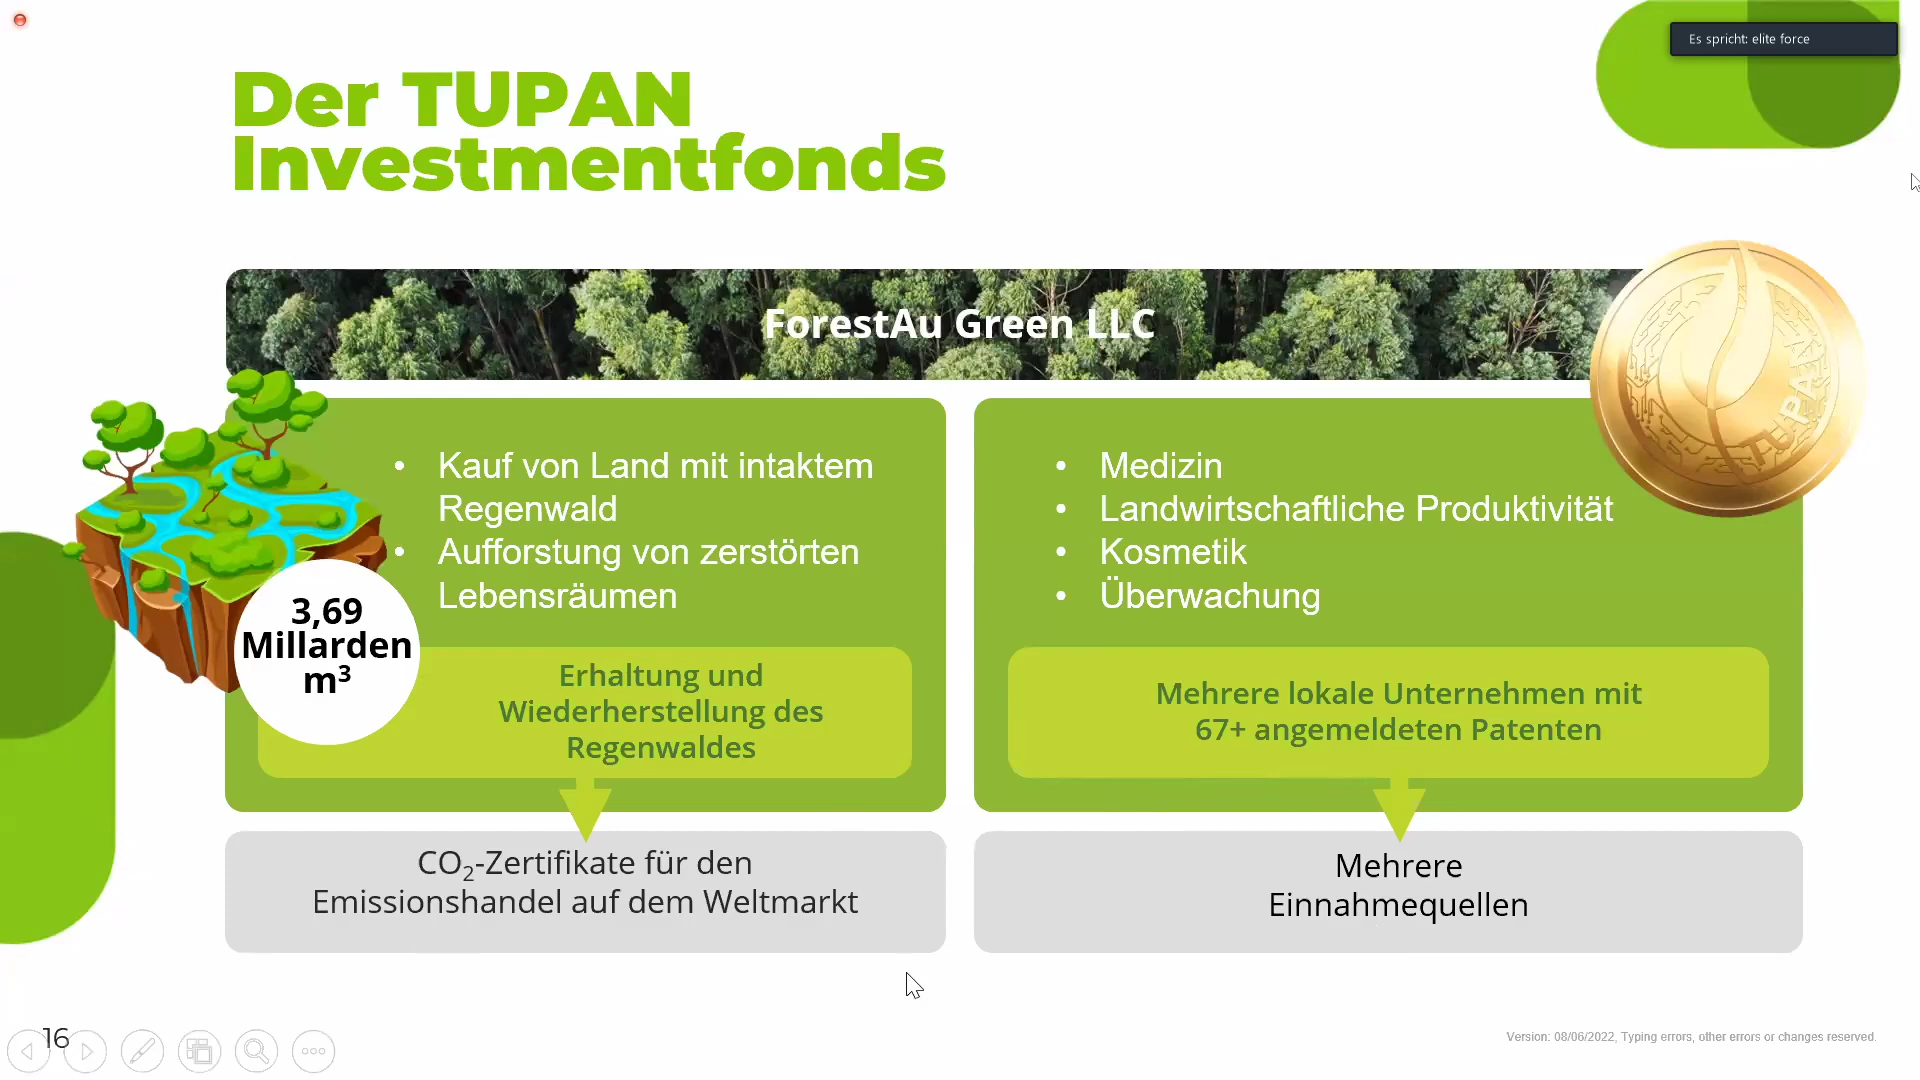 Es spricht: elite force
Der TUPAN
Investmentfonds
ForestAu Green LLC
TUPAN
• Kauf von Land mit intaktem
Regenwald
• Aufforstung von zerstörten
Lebensräumen
3,69
Millarden
m³
Erhaltung und
Wiederherstellung des
Regenwaldes
CO₂-Zertifikate für den
Emissionshandel auf dem Weltmarkt
• Medizin
• Landwirtschaftliche Produktivität
• Kosmetik
• Überwachung
Mehrere lokale Unternehmen mit
67+ angemeldeten Patenten
Mehrere
Einnahmequellen
16
Version: 08/06/2022, Typing errors, other errors or changes reserved.